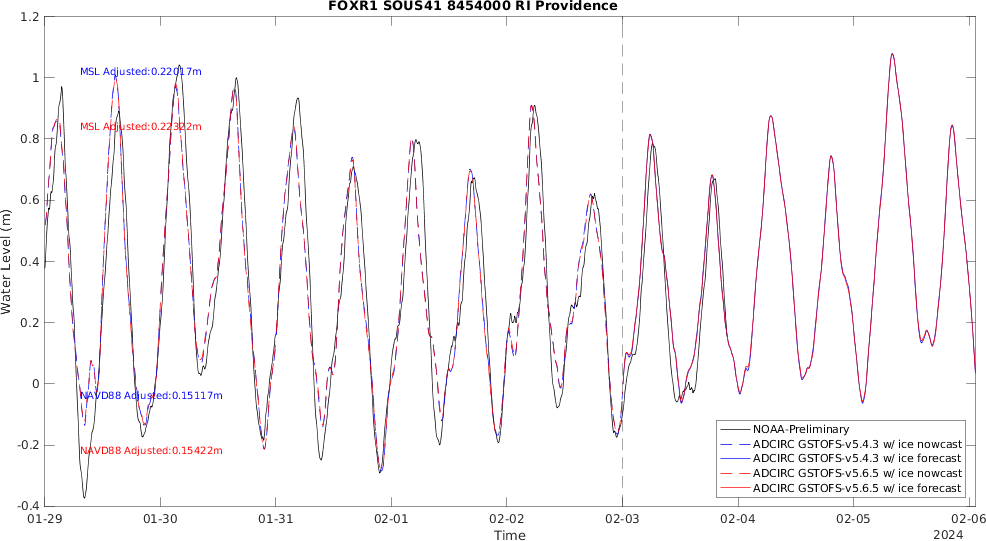 FOXR1 SOUS41 8454000 RI Providence
1.2
1
0.8
0.6
0.4
0.2
0
-0.2
-0.4
Water Level (m)
MSL Adjusted:0.22017m
MSL Adjusted:0.22322m
NAVD88 Adjusted:0.15117m
NAVD88 Adjusted:0.15422m
NOAA-Preliminary
ADCIRC GSTOFS-v5.4.3 w/ ice nowcast
ADCIRC GSTOFS-v5.4.3 w/ ice forecast
ADCIRC GSTOFS-v5.6.5 w/ ice nowcast
ADCIRC GSTOFS-v5.6.5 w/ ice forecast
01-29 01-30 01-31 02-01 02-02 02-03 02-04 02-05 02-06
Time
2024